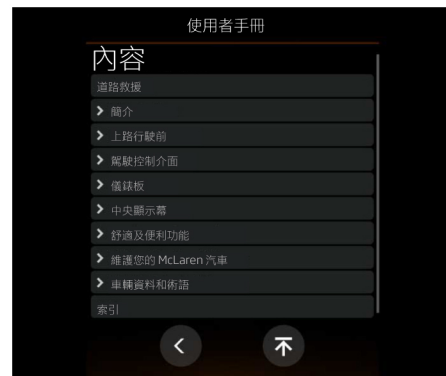 使用者手冊
內容
道路救援
簡介
上路行駛前
駕駛控制介面
儀錶板
中央顯示幕
舒適及便利功能
維護您的 McLaren 汽車
車輛資料和術語
索引